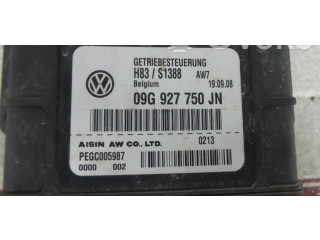 GETRIEBESTEUERUNG
H83 / S1388 AW7
Belgium 19.09.08
09G 927 750 JN
AISIN AW CO., LTD. 0213
PEGC005987
0000 002